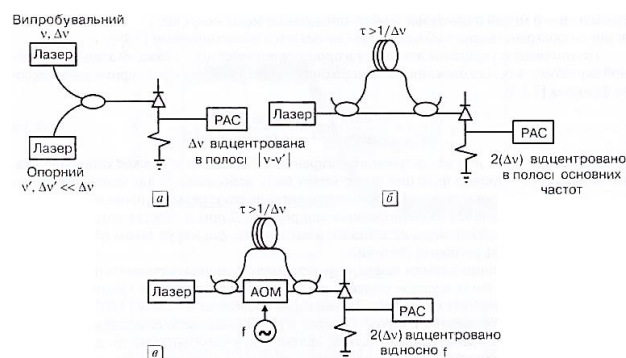 Випробувальний
ν, Δν
Лазер
Лазер
Опорний
ν′, Δν′ << Δν
РАС
Δν відцентрована
в полосі |ν-ν′|
а
τ>1/Δν
Лазер
РАС
2(Δν) відцентровано
в полосі основних
частот
б
τ>1/Δν
Лазер
АОМ
f
РАС
2(Δν) відцентровано
відносно f
в